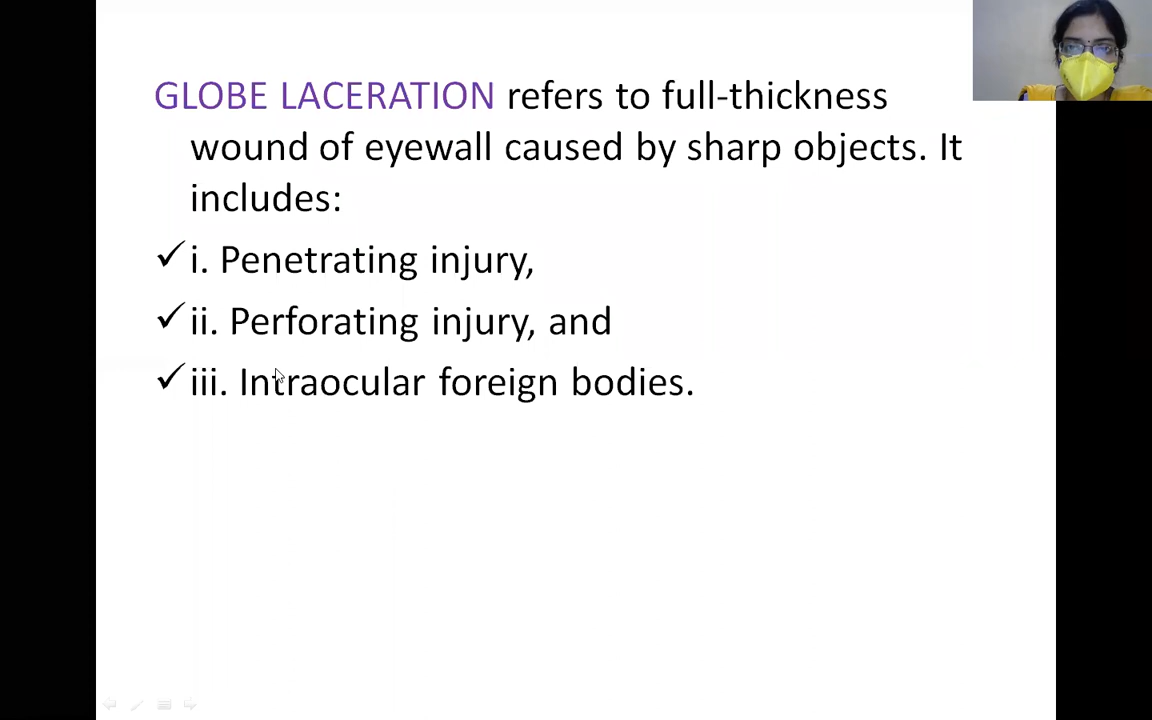 GLOBE LACERATION refers to full-thickness
wound of eyewall caused by sharp objects. It
includes:
✓ i. Penetrating injury,
✓ ii. Perforating injury, and
✓ iii. Intraocular foreign bodies.